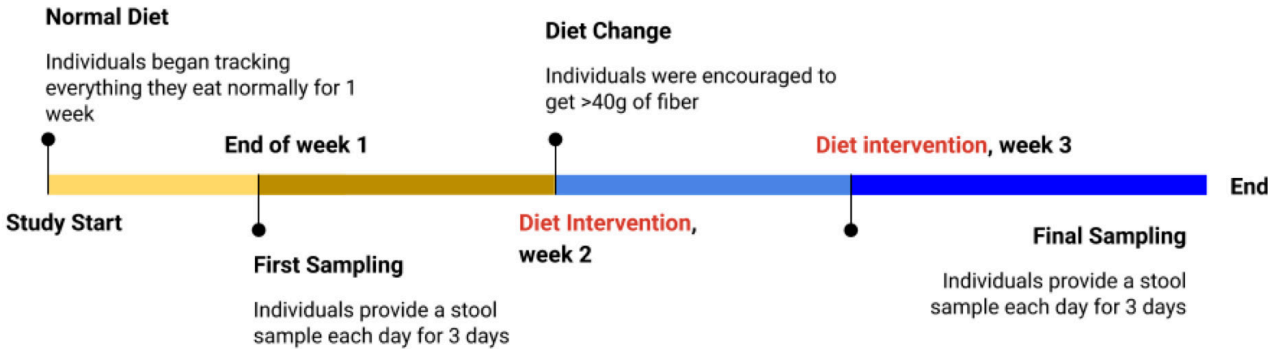 Normal Diet
Individuals began tracking
everything they eat normally for 1
week
Diet Change
Individuals were encouraged to
get >40g of fiber
End of week 1
Diet intervention, week 3
End
Study Start
Diet Intervention,
week 2
First Sampling
Individuals provide a stool
sample each day for 3 days
Final Sampling
Individuals provide a stool
sample each day for 3 days